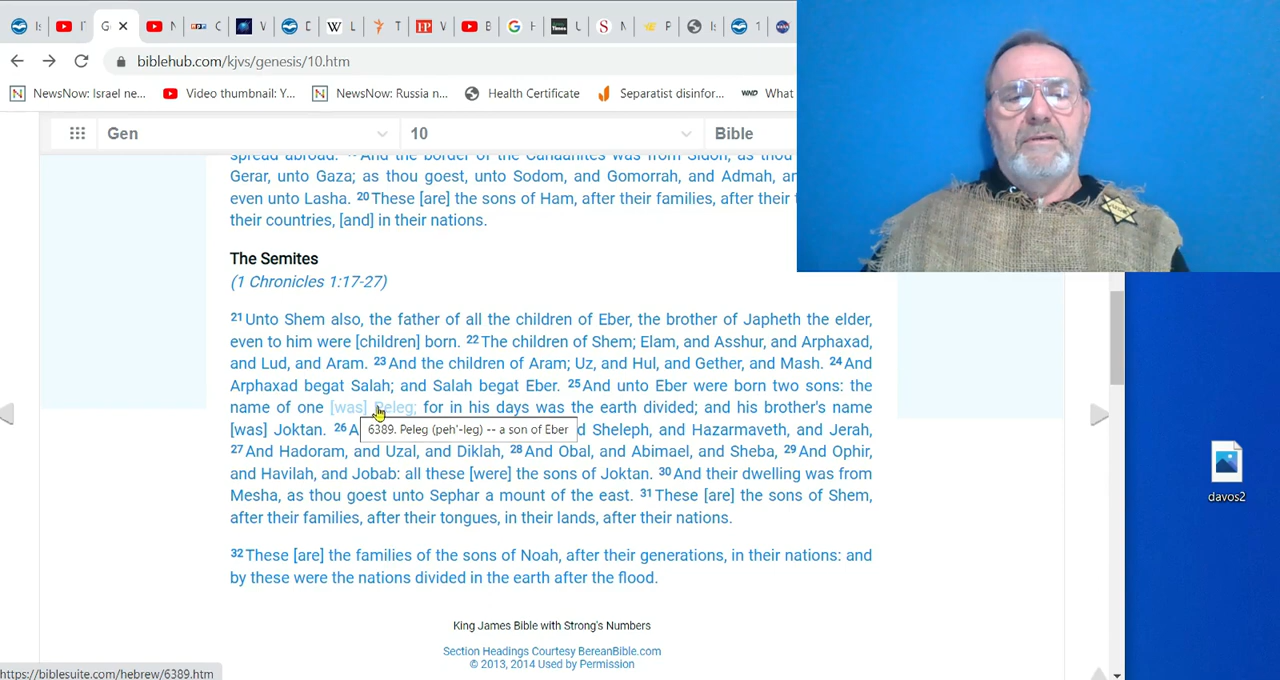 biblehub.com/kjvs/genesis/10.htm
NewsNow: Israel ne... Video thumbnail: Y... NewsNow: Russia n... Health Certificate Separatist disinfor... WND What
Gen 10 Bible
spread abroad. And the border of the Canaanites was from Sidon, as thou
Gerar, unto Gaza; as thou goest, unto Sodom, and Gomorrah, and Admah,
even unto Lasha. 20 These [are] the sons of Ham, after their families, after their
their countries, [and] in their nations.
The Semites
(1 Chronicles 1:17-27)
21 Unto Shem also, the father of all the children of Eber, the brother of Japheth the elder,
even to him were [children] born. 22 The children of Shem; Elam, and Asshur, and Arphaxad,
and Lud, and Aram. 23 And the children of Aram; Uz, and Hul, and Gether, and Mash. 24 And
Arphaxad begat Salah; and Salah begat Eber. 25 And unto Eber were born two sons: the
name of one [was] Peleg; for in his days was the earth divided; and his brother's name
[was] Joktan. 26 A 6389. Peleg (peh'-leg) -- a son of Eber d Sheleph, and Hazarmaveth, and Jerah,
27 And Hadoram, and Uzal, and Diklah, 28 And Obal, and Abimael, and Sheba, 29 And Ophir,
and Havilah, and Jobab: all these [were] the sons of Joktan. 30 And their dwelling was from
Mesha, as thou goest unto Sephar a mount of the east. 31 These [are] the sons of Shem,
after their families, after their tongues, in their lands, after their nations.
32 These [are] the families of the sons of Noah, after their generations, in their nations: and
by these were the nations divided in the earth after the flood.
King James Bible with Strong's Numbers
Section Headings Courtesy BereanBible.com
© 2013, 2014 Used by Permission
davos2
https://biblesuite.com/hebrew/6389.htm